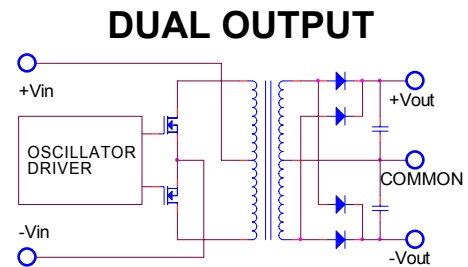 DUAL OUTPUT
+Vin
+Vout
OSCILLATOR
DRIVER
COMMON
-Vin
-Vout